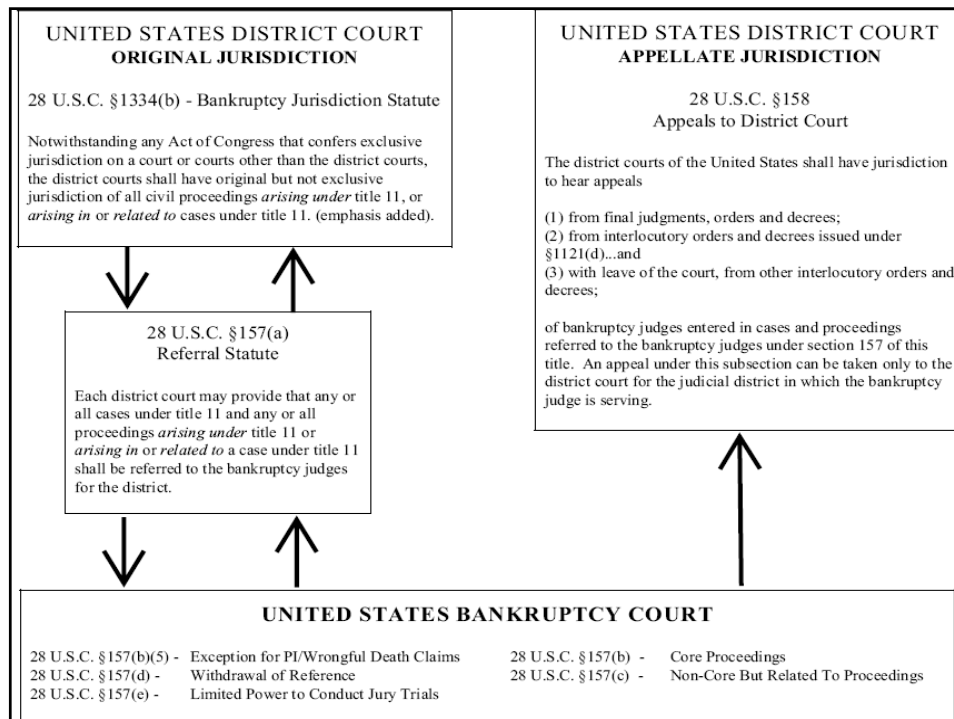 UNITED STATES DISTRICT COURT
ORIGINAL JURISDICTION
28 U.S.C. §1334(b) - Bankruptcy Jurisdiction Statute
Notwithstanding any Act of Congress that confers exclusive
jurisdiction on a court or courts other than the district courts,
the district courts shall have original but not exclusive
jurisdiction of all civil proceedings arising under title 11, or
arising in or related to cases under title 11. (emphasis added).
28 U.S.C. §157(a)
Referral Statute
Each district court may provide that any or
all cases under title 11 and any or all
proceedings arising under title 11 or
arising in or related to a case under title 11
shall be referred to the bankruptcy judges
for the district.
UNITED STATES DISTRICT COURT
APPELLATE JURISDICTION
28 U.S.C. §158
Appeals to District Court
The district courts of the United States shall have jurisdiction
to hear appeals
(1) from final judgments, orders and decrees;
(2) from interlocutory orders and decrees issued under
§1121(d)...and
(3) with leave of the court, from other interlocutory orders and
decrees;
of bankruptcy judges entered in cases and proceedings
referred to the bankruptcy judges under section 157 of this
title. An appeal under this subsection can be taken only to the
district court for the judicial district in which the bankruptcy
judge is serving.
UNITED STATES BANKRUPTCY COURT
28 U.S.C. §157(b)(5) - Exception for PI/Wrongful Death Claims
28 U.S.C. §157(d) - Withdrawal of Reference
28 U.S.C. §157(e) - Limited Power to Conduct Jury Trials
28 U.S.C. §157(b) - Core Proceedings
28 U.S.C. §157(c) - Non-Core But Related To Proceedings